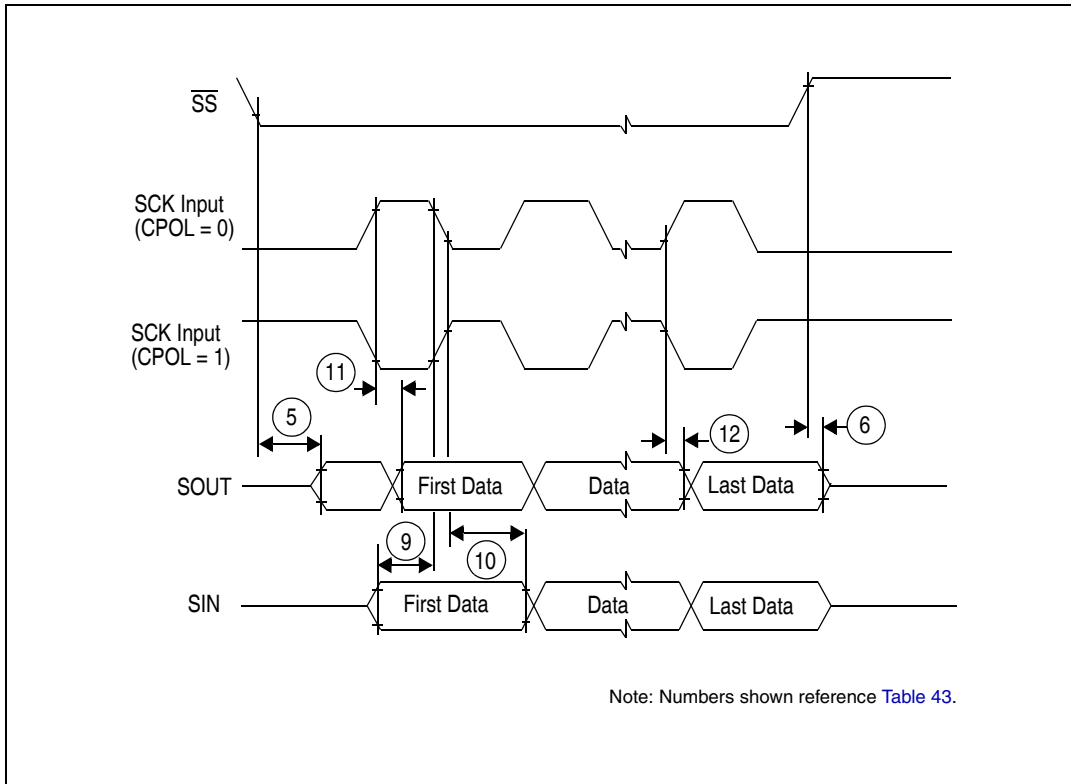 SS
SCK Input
(CPOL = 0)
SCK Input
(CPOL = 1)
11
5
12
6
SOUT
First Data
Data
Last Data
9
10
SIN
First Data
Data
Last Data
Note: Numbers shown reference Table 43.